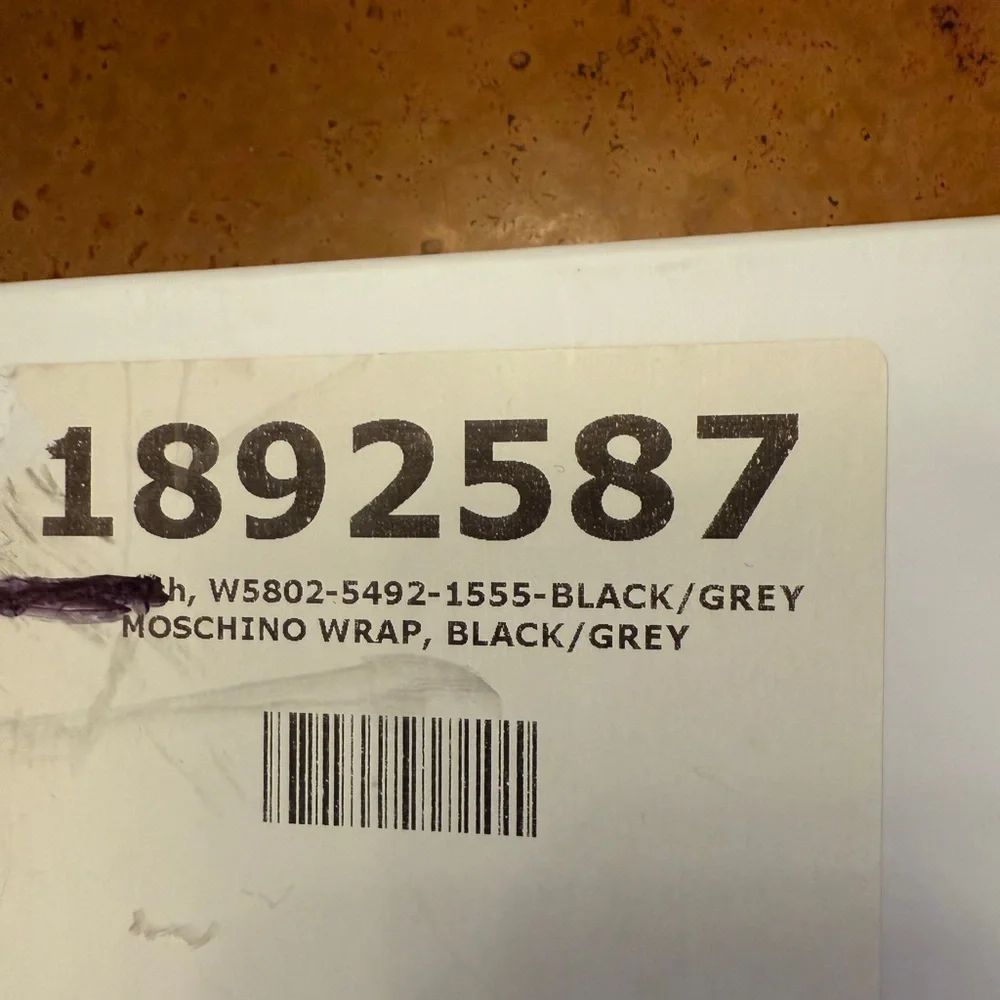 1892587
W5802-5492-1555-BLACK/GREY
MOSCHINO WRAP, BLACK/GREY